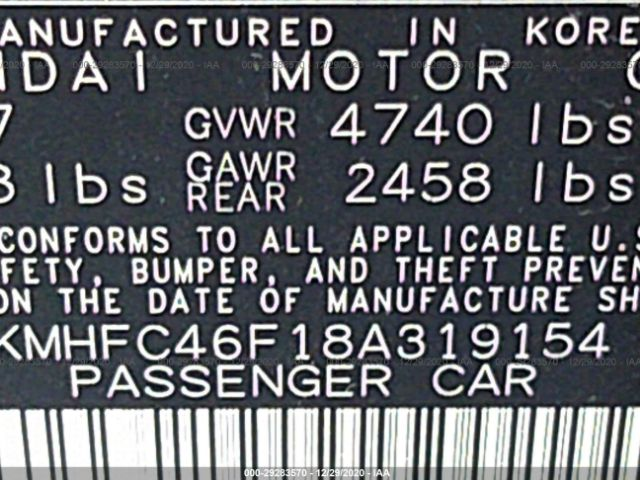 ANUFACTURED IN KORE
NDAI MOTOR C
7 GVWR 4740 lbs
8 lbs GAWR REAR 2458 lbs
CONFORMS TO ALL APPLICABLE U.S
FETY, BUMPER, AND THEFT PREVEN
ON THE DATE OF MANUFACTURE SH
KMHFC46F18A319154
PASSENGER CAR
000-29283570 - 12/29/2020 - IAA